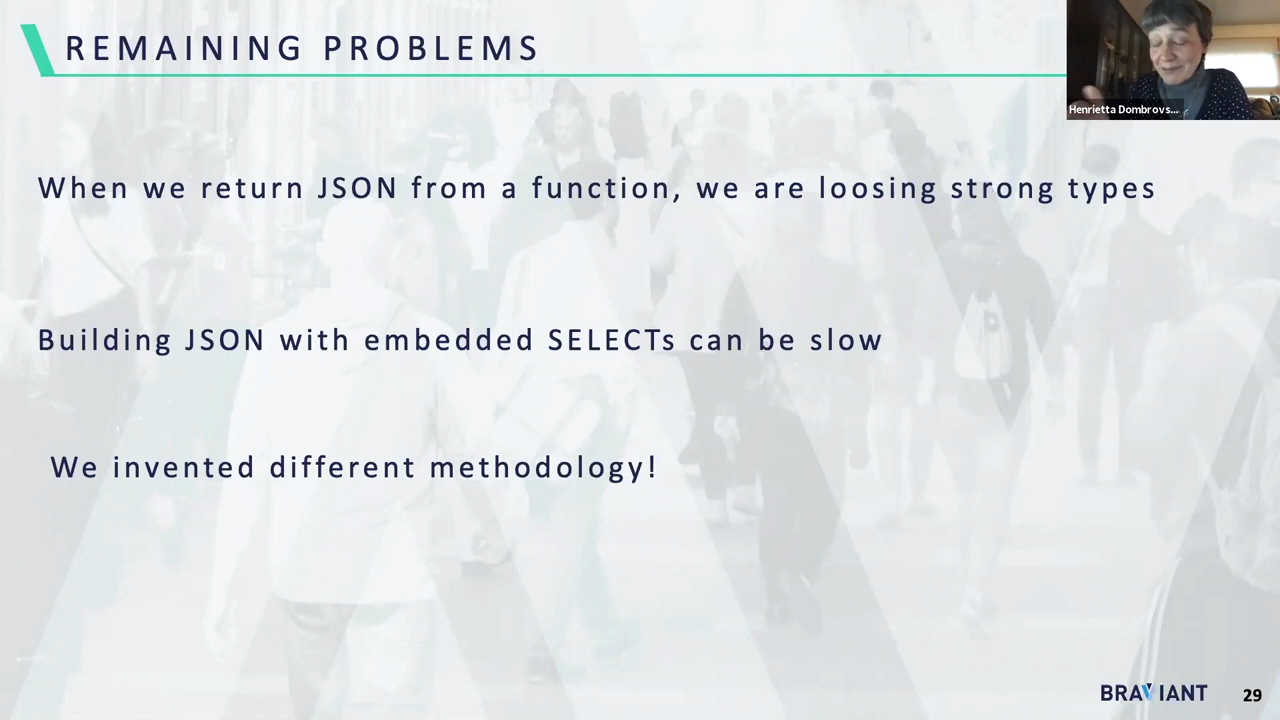 REMAINING PROBLEMS
Henrietta Dombrovs...
When we return JSON from a function, we are loosing strong types
Building JSON with embedded SELECTs can be slow
We invented different methodology!
BRAVIANT
29